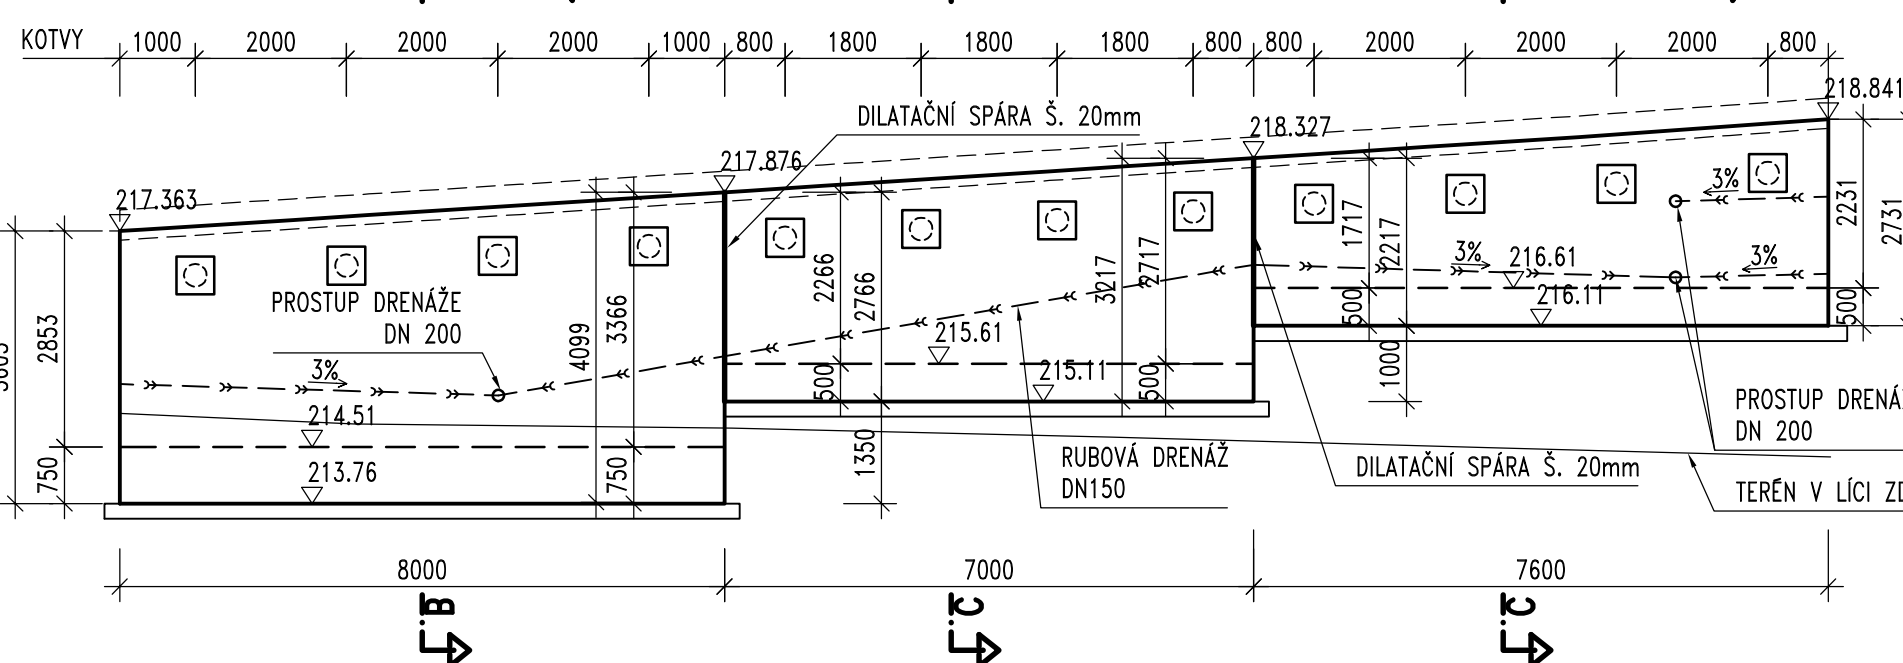 KOTVY 1000 2000 2000 2000 1000 800 1800 1800 1800 800 800 2000 2000 2000 800
218.841
DILATAČNÍ SPÁRA Š. 20mm
218.327
217.876
217.363
3%
2231
2731
1717
2217
2266
2766
3217
2717
3%
216.61
3%
216.11
500
500
PROSTUP DRENÁŽE
DN 200
2853
4099
3366
215.61
3%
500
215.11
500
1000
214.51
750
213.76
750
1350
RUBOVÁ DRENÁŽ
DN150
DILATAČNÍ SPÁRA Š. 20mm
PROSTUP
DN 200
TERÉN V LÍCI
8000 7000 7600
B C C